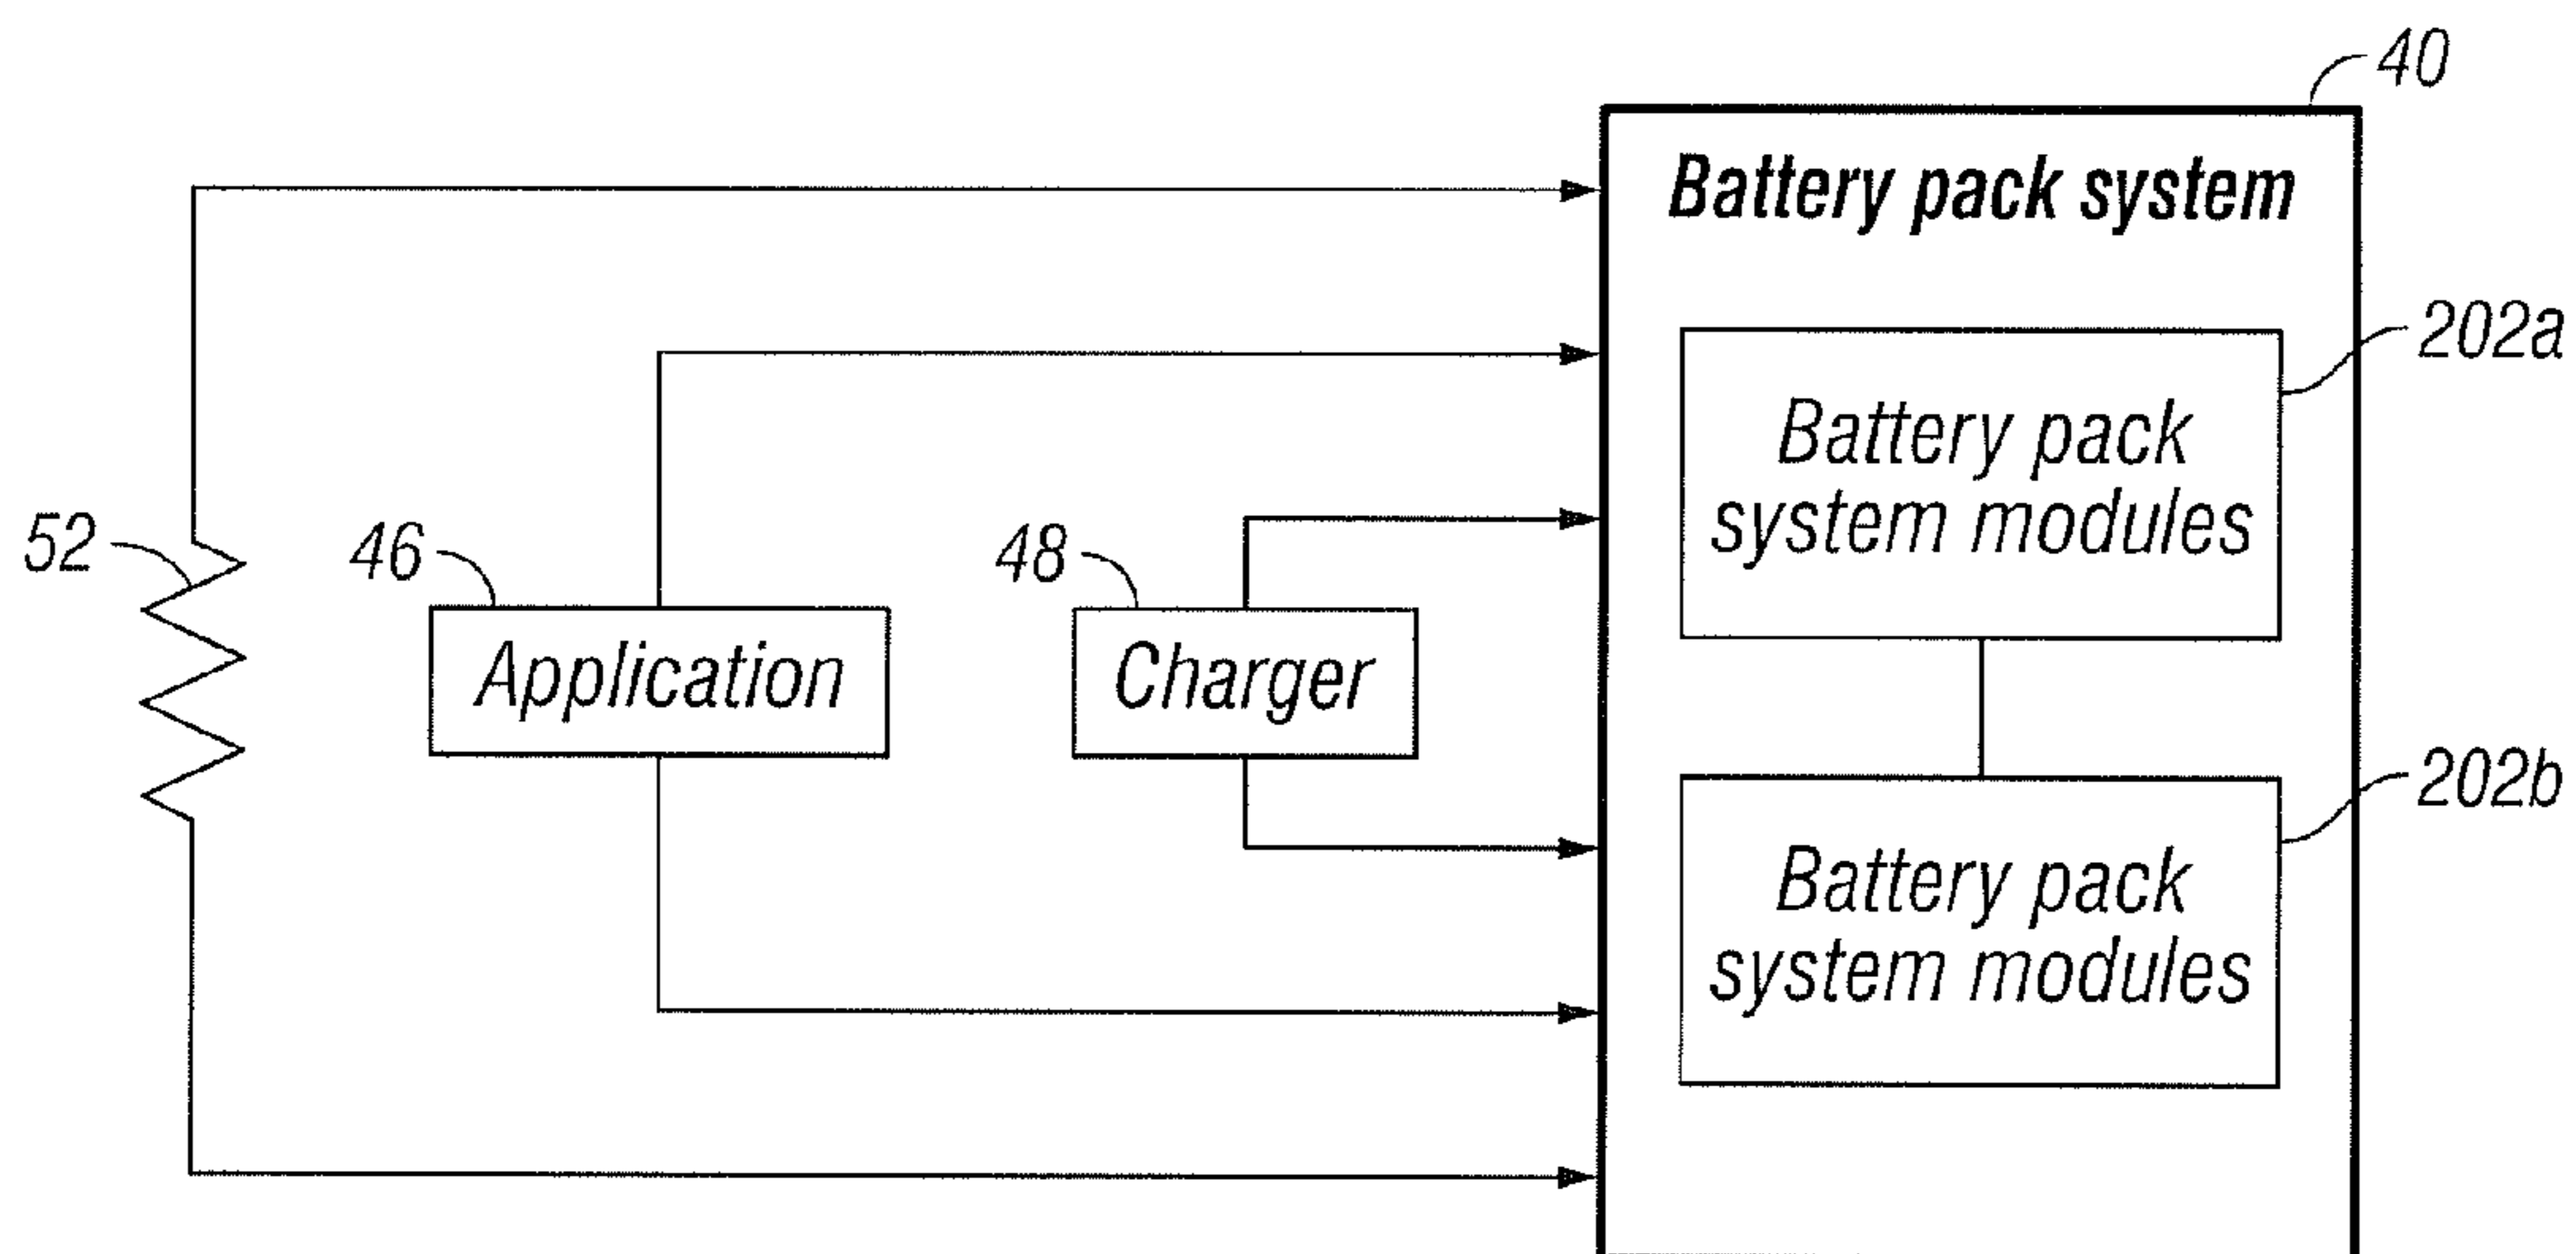 40
Battery pack system
202a
Battery pack
system modules
52
46
48
Application
Charger
202b
Battery pack
system modules